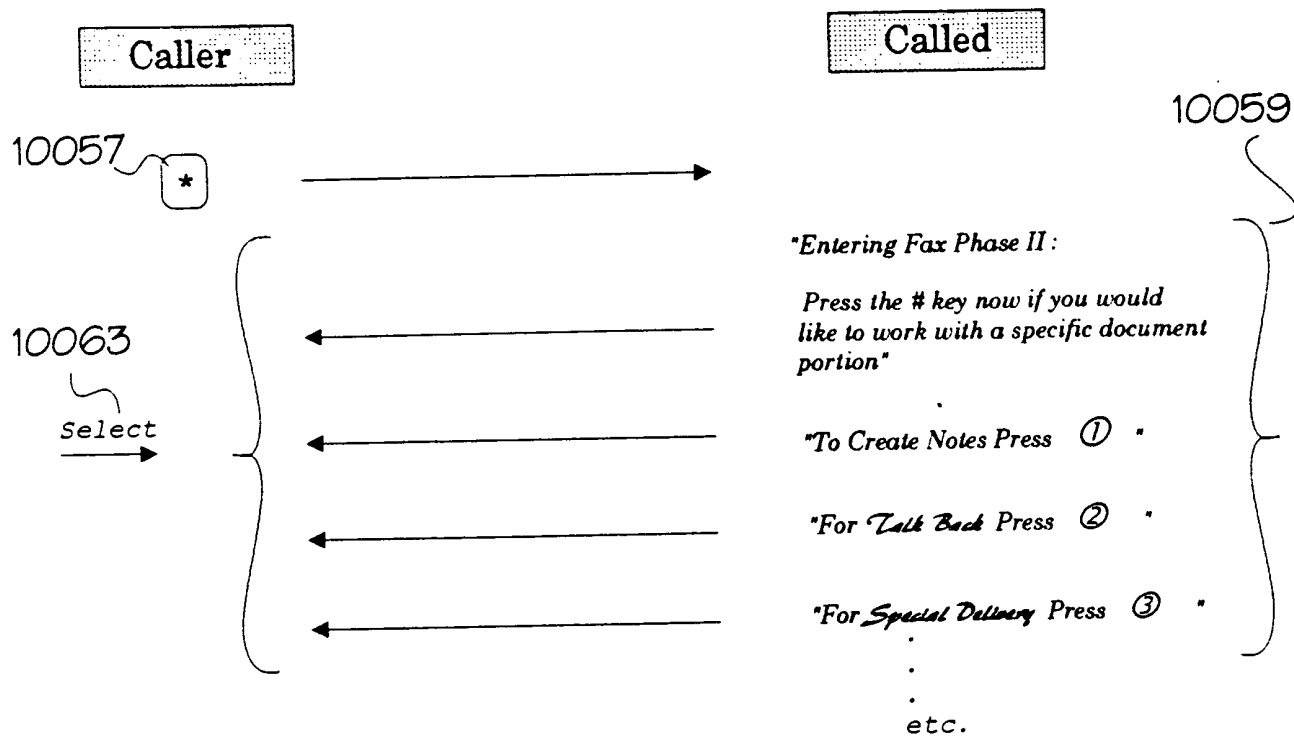 Caller
Called
10059
10057
*
"Entering Fax Phase II :
Press the # key now if you would
like to work with a specific document
portion"
10063
Select
"To Create Notes Press ① "
"For Talk Back Press ② "
"For Special Delivery Press ③ "
.
.
.
etc.